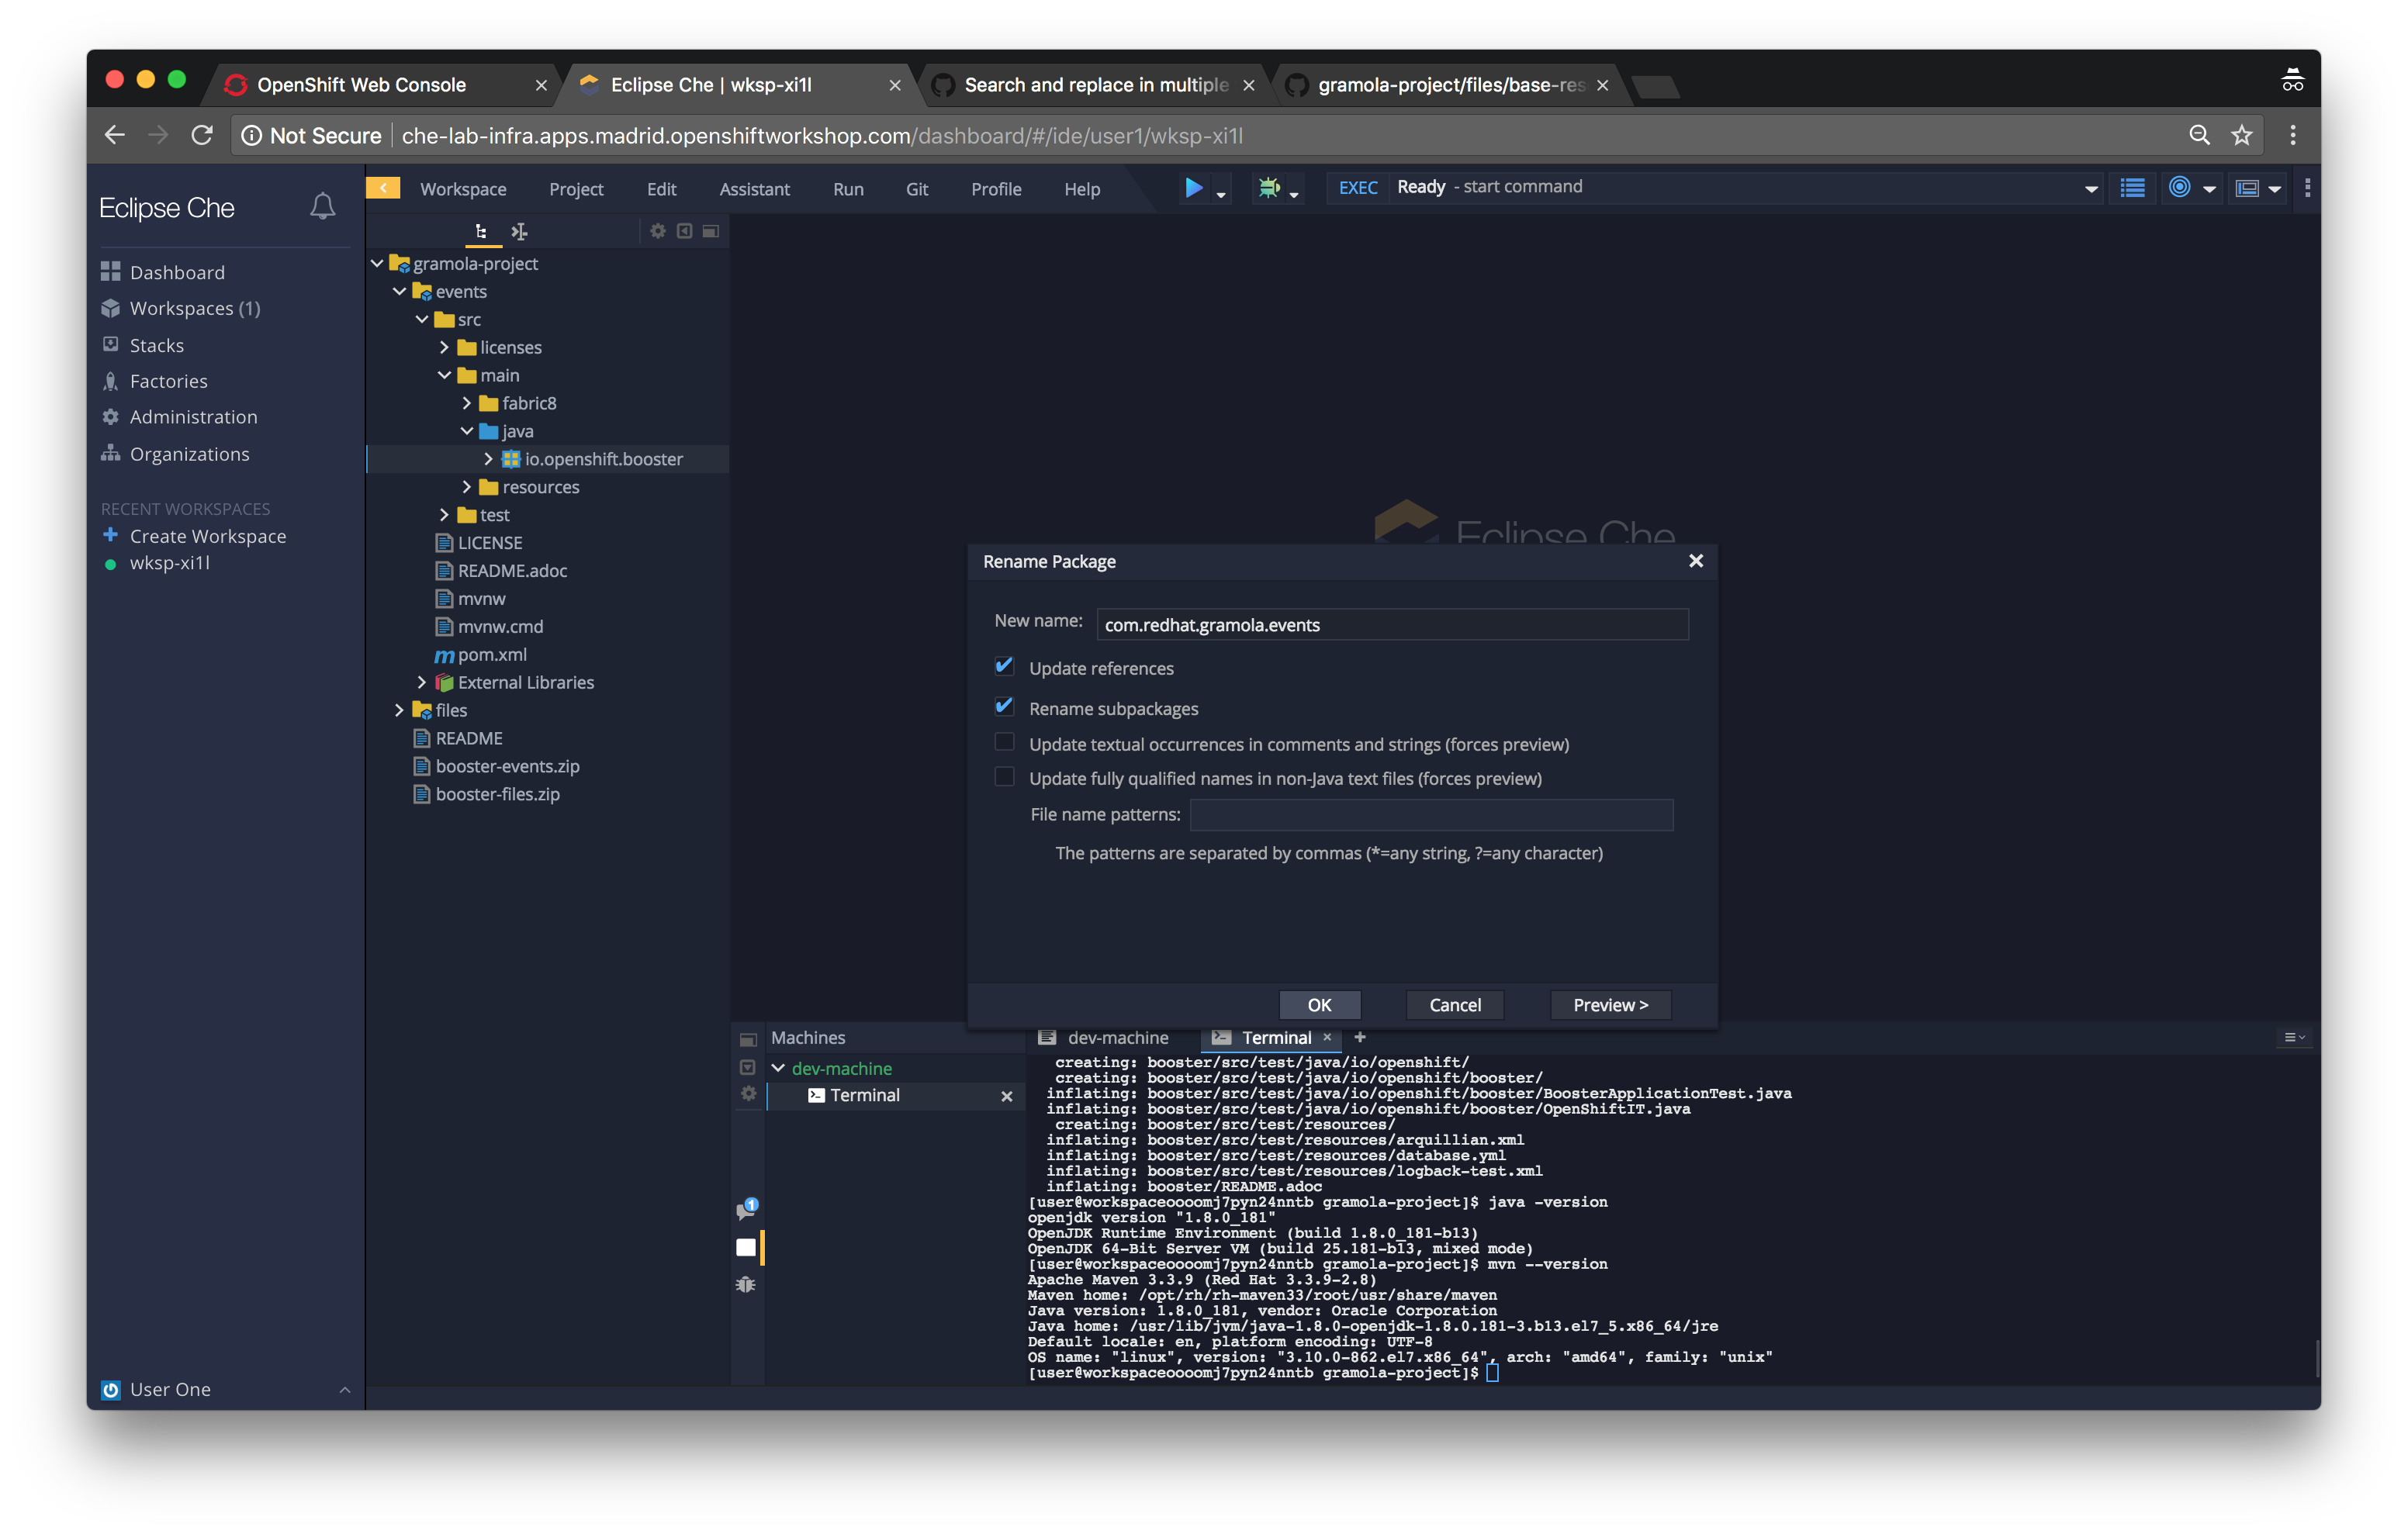 OpenShift Web Console
Eclipse Che | wksp-xi1l
Search and replace in multiple
gramola-project/files/base-res
Not Secure
che-lab-infra.apps.madrid.openshiftworkshop.com/dashboard/#/ide/user1/wksp-xi1l
Eclipse Che
Dashboard
Workspaces (1)
Stacks
Factories
Administration
Organizations
RECENT WORKSPACES
Create Workspace
wksp-xi1l
User One
Workspace Project Edit Assistant Run Git Profile Help
EXEC Ready - start command
gramola-project
events
src
licenses
main
fabric8
java
io.openshift.booster
resources
test
LICENSE
README.adoc
mvnw
mvnw.cmd
m pom.xml
External Libraries
files
README
booster-events.zip
booster-files.zip
Eclipse Che
Rename Package
New name: com.redhat.gramola.events
Update references
Rename subpackages
Update textual occurrences in comments and strings (forces preview)
Update fully qualified names in non-Java text files (forces preview)
File name patterns:
The patterns are separated by commas (*=any string, ?=any character)
OK Cancel Preview >
Machines
dev-machine
Terminal
1
dev-machine Terminal
creating: booster/src/test/java/io/openshift/
creating: booster/src/test/java/io/openshift/booster/
inflating: booster/src/test/java/io/openshift/booster/BoosterApplicationTest.java
inflating: booster/src/test/java/io/openshift/booster/OpenShiftIT.java
creating: booster/src/test/resources/
inflating: booster/src/test/resources/arquillian.xml
inflating: booster/src/test/resources/database.yml
inflating: booster/src/test/resources/logback-test.xml
inflating: booster/README.adoc
[user@workspaceoooomj7pyn24nntb gramola-project]$ java -version
openjdk version "1.8.0_181"
OpenJDK Runtime Environment (build 1.8.0_181-b13)
OpenJDK 64-Bit Server VM (build 25.181-b13, mixed mode)
[user@workspaceoooomj7pyn24nntb gramola-project]$ mvn --version
Apache Maven 3.3.9 (Red Hat 3.3.9-2.8)
Maven home: /opt/rh/rh-maven33/root/usr/share/maven
Java version: 1.8.0_181, vendor: Oracle Corporation
Java home: /usr/lib/jvm/java-1.8.0-openjdk-1.8.0.181-3.b13.el7_5.x86_64/jre
Default locale: en, platform encoding: UTF-8
OS name: "linux", version: "3.10.0-862.el7.x86_64", arch: "amd64", family: "unix"
[user@workspaceoooomj7pyn24nntb gramola-project]$